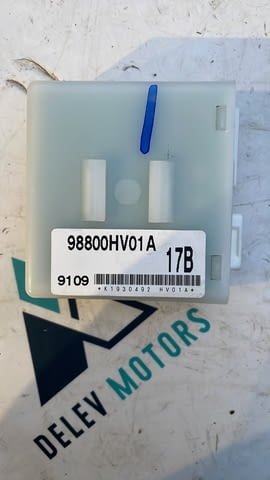 98800HV01A
17B
9109
*K1930492 HV01A*
DELEV MOTORS